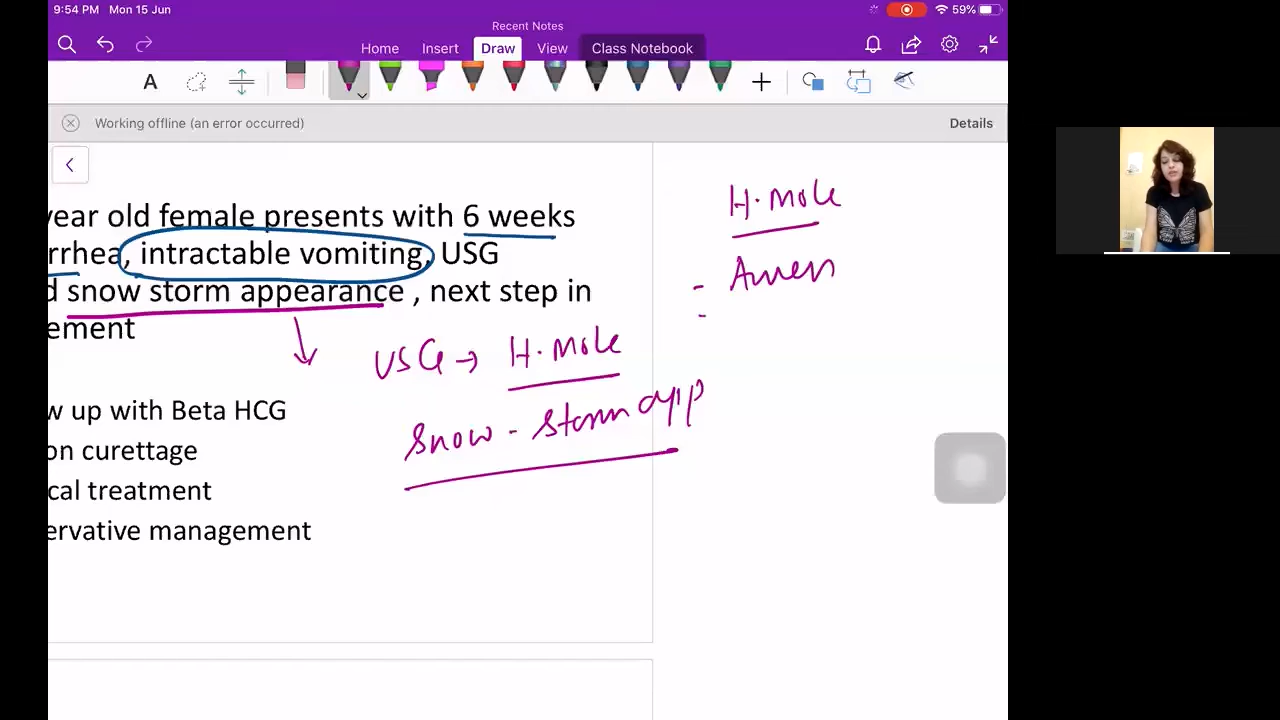 9:54 PM Mon 15 Jun
59%
Recent Notes
Home Insert Draw View Class Notebook
A
Working offline (an error occurred)
Details
year old female presents with 6 weeks
rrhea, intractable vomiting, USG
d snow storm appearance , next step in
ement
w up with Beta HCG
on curettage
cal treatment
ervative management
USG → H. Mole
Snow - Storm app
H. Mole
- Amen
-